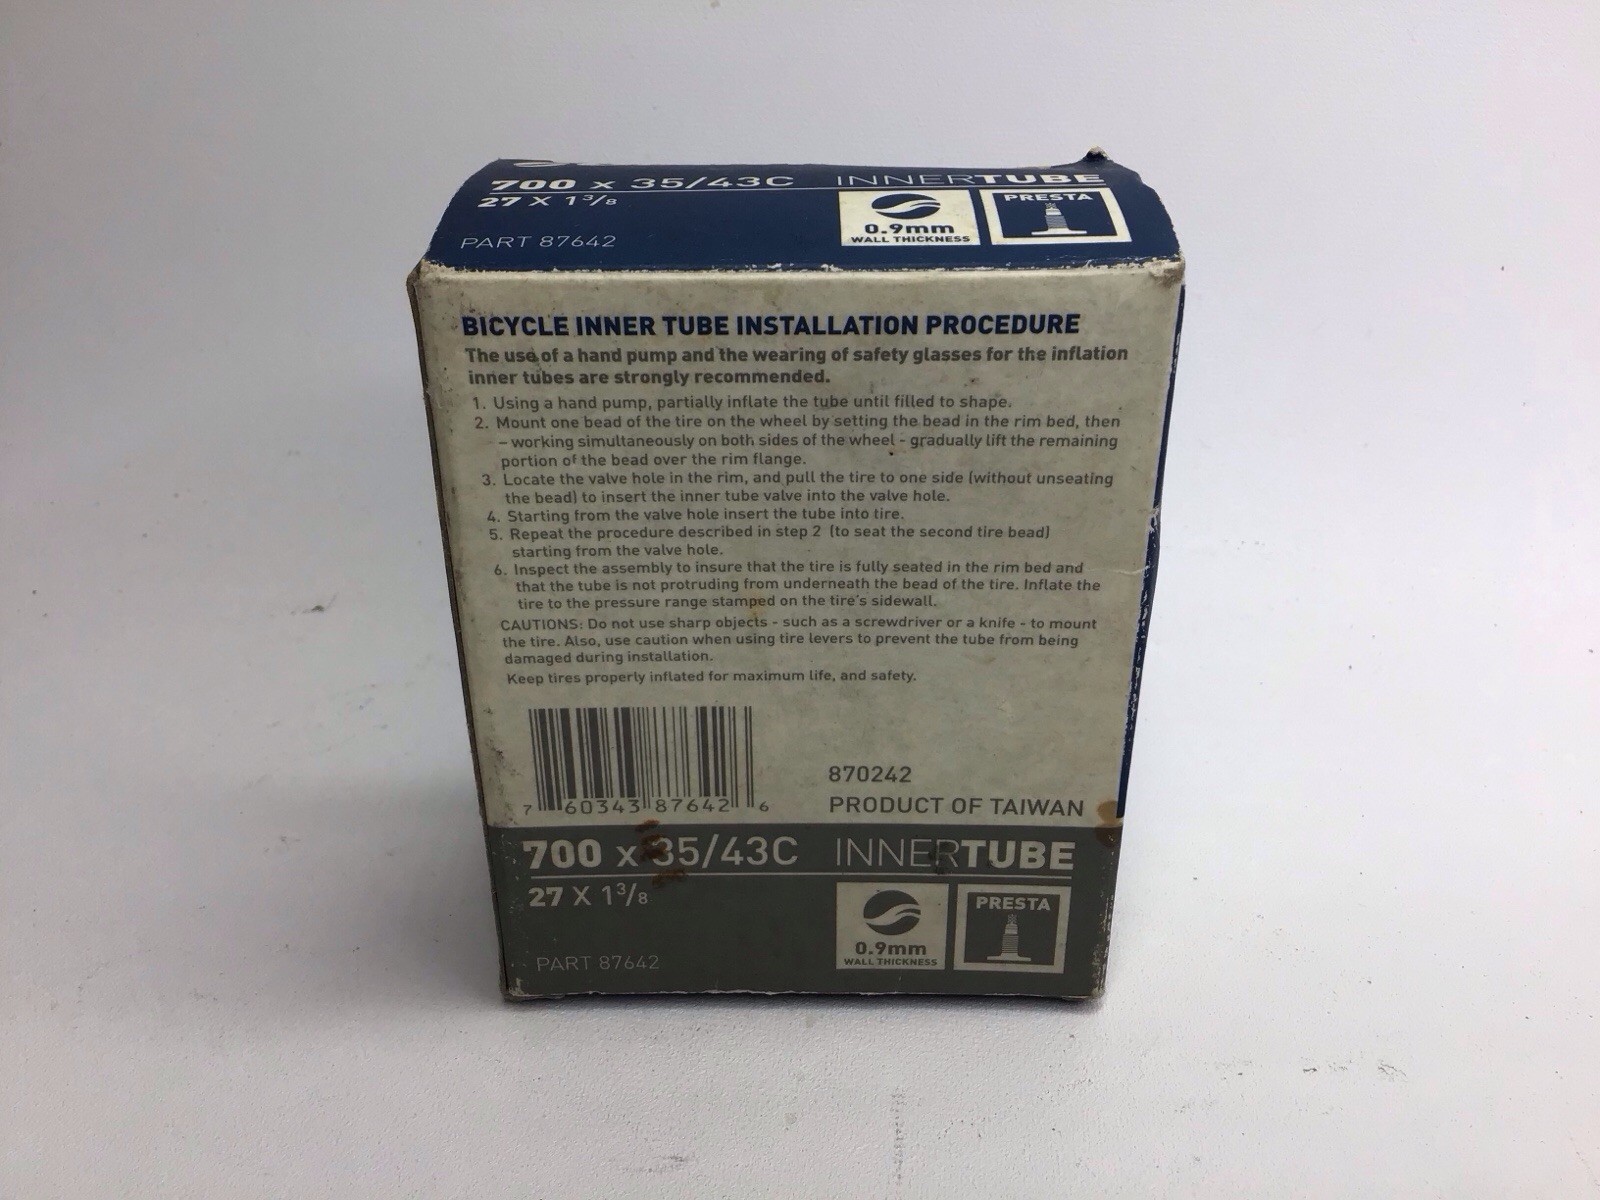 700 x 35/43C INNERTUBE
27 X 1 3/8
PRESTA
0.9mm
WALL THICKNESS
PART 87642
BICYCLE INNER TUBE INSTALLATION PROCEDURE
The use of a hand pump and the wearing of safety glasses for the inflation
inner tubes are strongly recommended.
1. Using a hand pump, partially inflate the tube until filled to shape.
2. Mount one bead of the tire on the wheel by setting the bead in the rim bed, then
– working simultaneously on both sides of the wheel - gradually lift the remaining
portion of the bead over the rim flange.
3. Locate the valve hole in the rim, and pull the tire to one side (without unseating
the bead) to insert the inner tube valve into the valve hole.
4. Starting from the valve hole insert the tube into tire.
5. Repeat the procedure described in step 2 (to seat the second tire bead)
starting from the valve hole.
6. Inspect the assembly to insure that the tire is fully seated in the rim bed and
that the tube is not protruding from underneath the bead of the tire. Inflate the
tire to the pressure range stamped on the tire's sidewall.
CAUTIONS: Do not use sharp objects - such as a screwdriver or a knife - to mount
the tire. Also, use caution when using tire levers to prevent the tube from being
damaged during installation.
Keep tires properly inflated for maximum life, and safety.
870242
7 60343 87642 6
PRODUCT OF TAIWAN
700 x 35/43C INNERTUBE
27 X 1 3/8
PRESTA
0.9mm
WALL THICKNESS
PART 87642